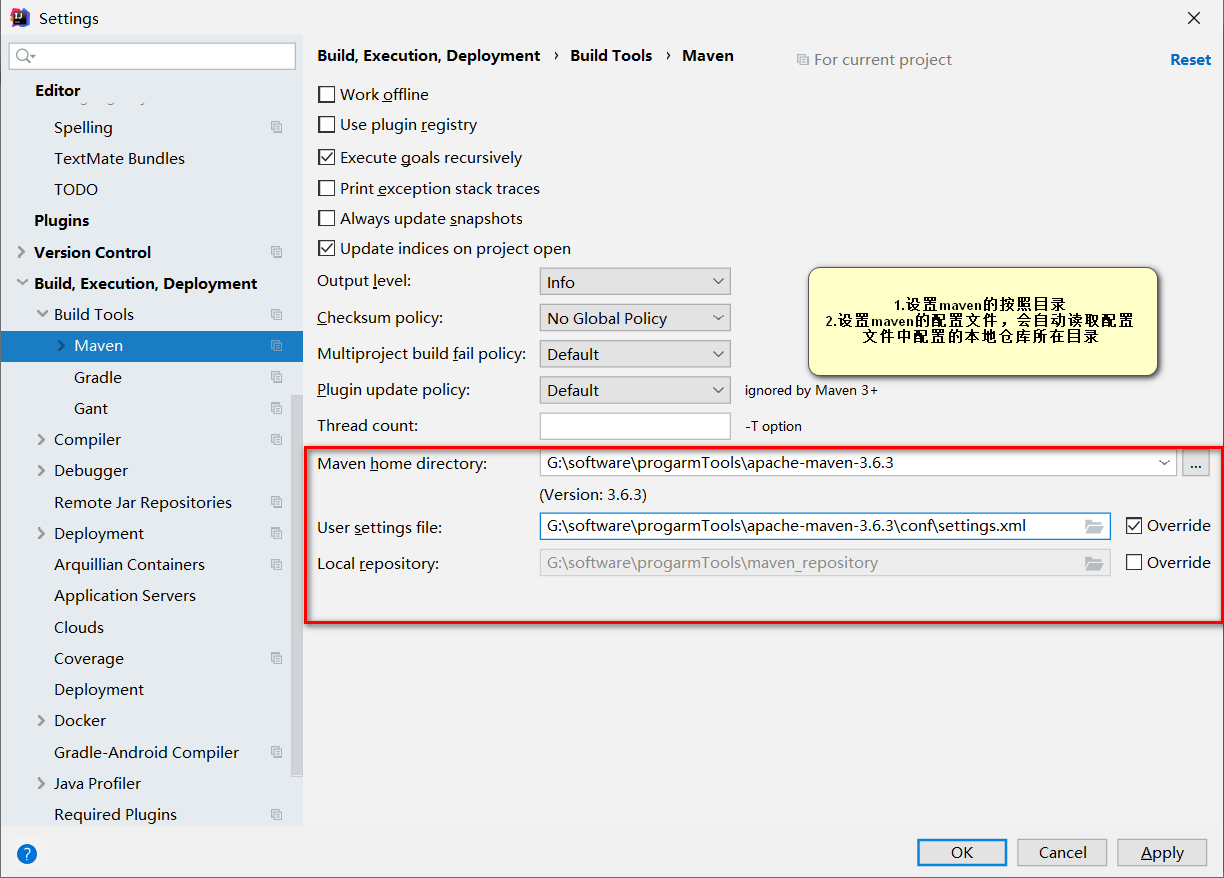 Settings
Build, Execution, Deployment › Build Tools › Maven
For current project
Reset
Editor
Spelling
TextMate Bundles
TODO
Plugins
Version Control
Build, Execution, Deployment
Build Tools
Maven
Gradle
Gant
Compiler
Debugger
Remote Jar Repositories
Deployment
Arquillian Containers
Application Servers
Clouds
Coverage
Deployment
Docker
Gradle-Android Compiler
Java Profiler
Required Plugins
Work offline
Use plugin registry
Execute goals recursively
Print exception stack traces
Always update snapshots
Update indices on project open
Output level: Info
Checksum policy: No Global Policy
Multiproject build fail policy: Default
Plugin update policy: Default ignored by Maven 3+
Thread count: -T option
1.设置maven的按照目录
2.设置maven的配置文件，会自动读取配置
文件中配置的本地仓库所在目录
Maven home directory: G:\software\progarmTools\apache-maven-3.6.3 ...
(Version: 3.6.3)
User settings file: G:\software\progarmTools\apache-maven-3.6.3\conf\settings.xml Override
Local repository: G:\software\progarmTools\maven_repository Override
?
OK Cancel Apply